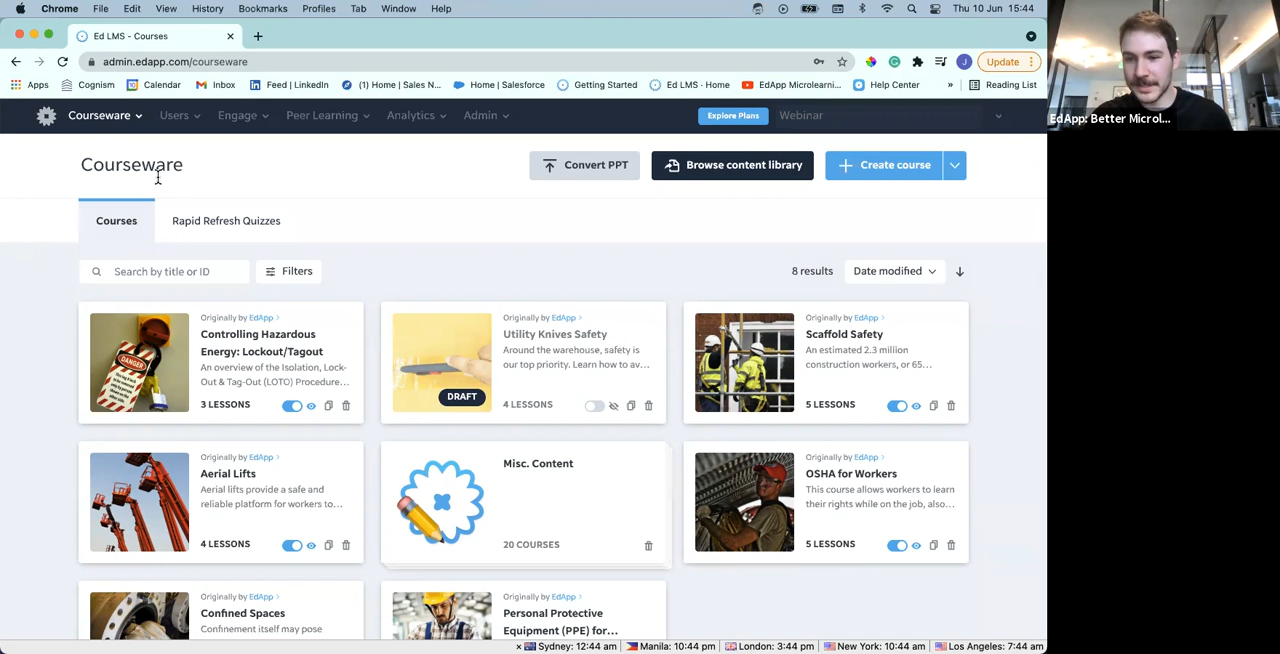 Chrome File Edit View History Bookmarks Profiles Tab Window Help Thu 10 Jun 15:44
Ed LMS - Courses
admin.edapp.com/courseware Update
Apps Cognism Calendar Inbox Feed | LinkedIn (1) Home | Sales N... Home | Salesforce Getting Started Ed LMS - Home EdApp Microlearni... Help Center » Reading List
Courseware Users Engage Peer Learning Analytics Admin Explore Plans Webinar
EdApp: Better Microl...
Courseware
Convert PPT Browse content library Create course
Courses Rapid Refresh Quizzes
Search by title or ID Filters 8 results Date modified
Originally by EdApp >
Controlling Hazardous
Energy: Lockout/Tagout
An overview of the Isolation, Lock-
Out & Tag-Out (LOTO) Procedure...
3 LESSONS
DANGER
Originally by EdApp >
Utility Knives Safety
Around the warehouse, safety is
our top priority. Learn how to av...
DRAFT
4 LESSONS
Originally by EdApp >
Scaffold Safety
An estimated 2.3 million
construction workers, or 65...
5 LESSONS
Originally by EdApp >
Aerial Lifts
Aerial lifts provide a safe and
reliable platform for workers to...
4 LESSONS
Misc. Content
20 COURSES
Originally by EdApp >
OSHA for Workers
This course allows workers to learn
their rights while on the job, also...
5 LESSONS
Originally by EdApp >
Confined Spaces
Confinement itself may pose
Originally by EdApp >
Personal Protective
Equipment (PPE) for...
× Sydney: 12:44 am | Manila: 10:44 pm | London: 3:44 pm | New York: 10:44 am | Los Angeles: 7:44 am